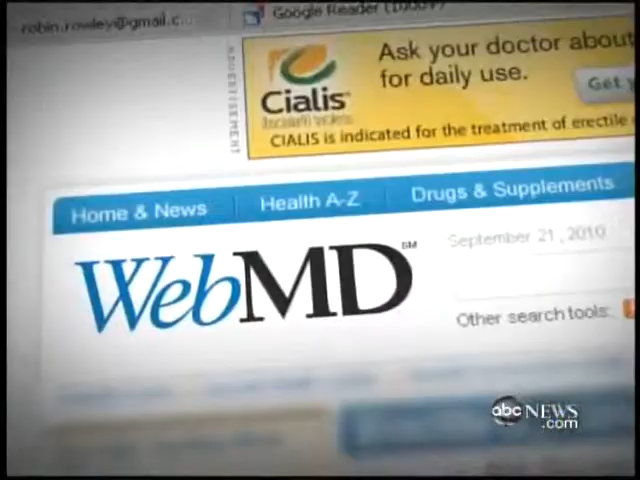 Google Reader
ADVERTISEMENT
Ask your doctor about
for daily use.
Cialis
Get
CIALIS is indicated for the treatment of erectile
Home & News
Health A-Z
Drugs & Supplements
WebMD SM
September 21, 2010
Other search tools:
abc NEWS
.com